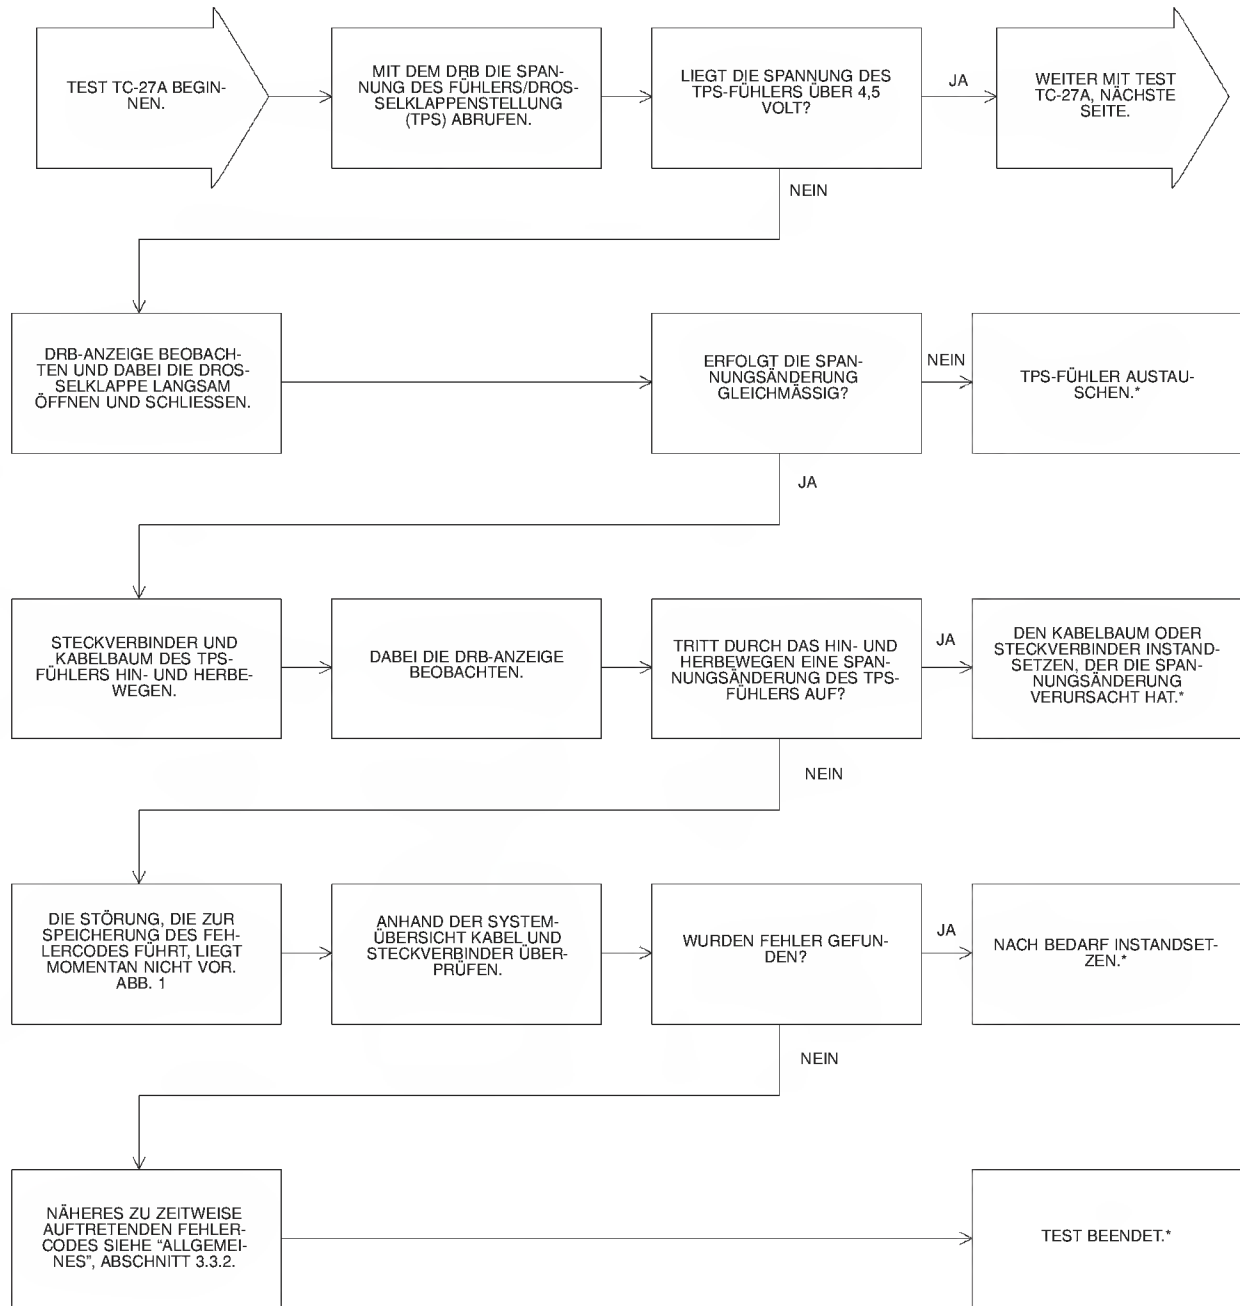 TEST TC-27A BEGIN-
NEN.
MIT DEM DRB DIE SPAN-
NUNG DES FÜHLERS/DROS-
SELKLAPPENSTELLUNG
(TPS) ABRUFEN.
LIEGT DIE SPANNUNG DES
TPS-FÜHLERS ÜBER 4,5
VOLT?
JA
WEITER MIT TEST
TC-27A, NÄCHSTE
SEITE.
NEIN
DRB-ANZEIGE BEOBACH-
TEN UND DABEI DIE DROS-
SELKLAPPE LANGSAM
ÖFFNEN UND SCHLIESSEN.
ERFOLGT DIE SPAN-
NUNGSÄNDERUNG
GLEICHMÄSSIG?
NEIN
TPS-FÜHLER AUSTAU-
SCHEN.*
JA
STECKVERBINDER UND
KABELBAUM DES TPS-
FÜHLERS HIN- UND HERBE-
WEGEN.
DABEI DIE DRB-ANZEIGE
BEOBACHTEN.
TRITT DURCH DAS HIN- UND
HERBEWEGEN EINE SPAN-
NUNGSÄNDERUNG DES TPS-
FÜHLERS AUF?
JA
DEN KABELBAUM ODER
STECKVERBINDER INSTAND-
SETZEN, DER DIE SPAN-
NUNGSÄNDERUNG
VERURSACHT HAT.*
NEIN
DIE STÖRUNG, DIE ZUR
SPEICHERUNG DES FEH-
LERCODES FÜHRT, LIEGT
MOMENTAN NICHT VOR.
ABB. 1
ANHAND DER SYSTEM-
ÜBERSICHT KABEL UND
STECKVERBINDER ÜBER-
PRÜFEN.
WURDEN FEHLER GEFUN-
DEN?
JA
NACH BEDARF INSTANDSET-
ZEN.*
NEIN
NÄHERES ZU ZEITWEISE
AUFTRETENDEN FEHLER-
CODES SIEHE “ALLGEMEI-
NES”, ABSCHNITT 3.3.2.
TEST BEENDET.*